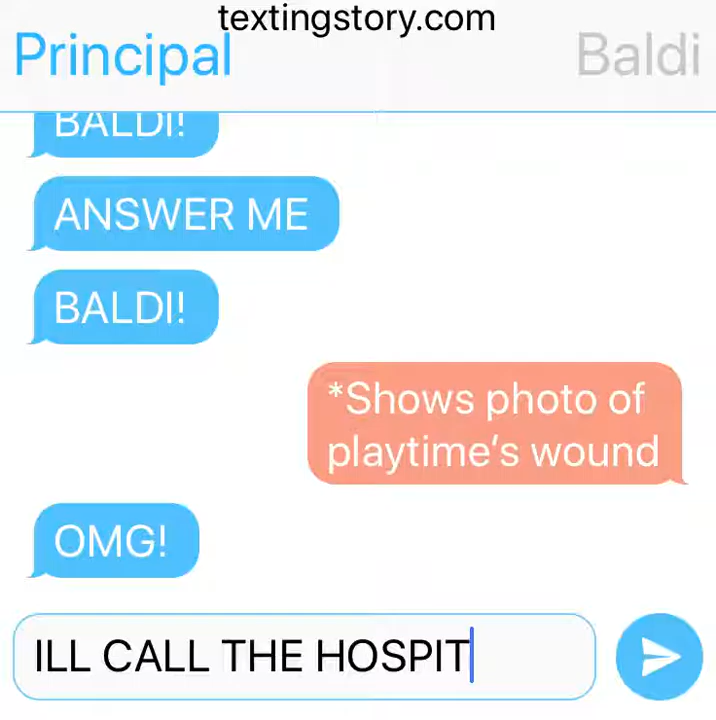 textingstory.com
Principal
Baldi
BALDI!
ANSWER ME
BALDI!
*Shows photo of
playtime‘s wound
OMG!
ILL CALL THE HOSPIT